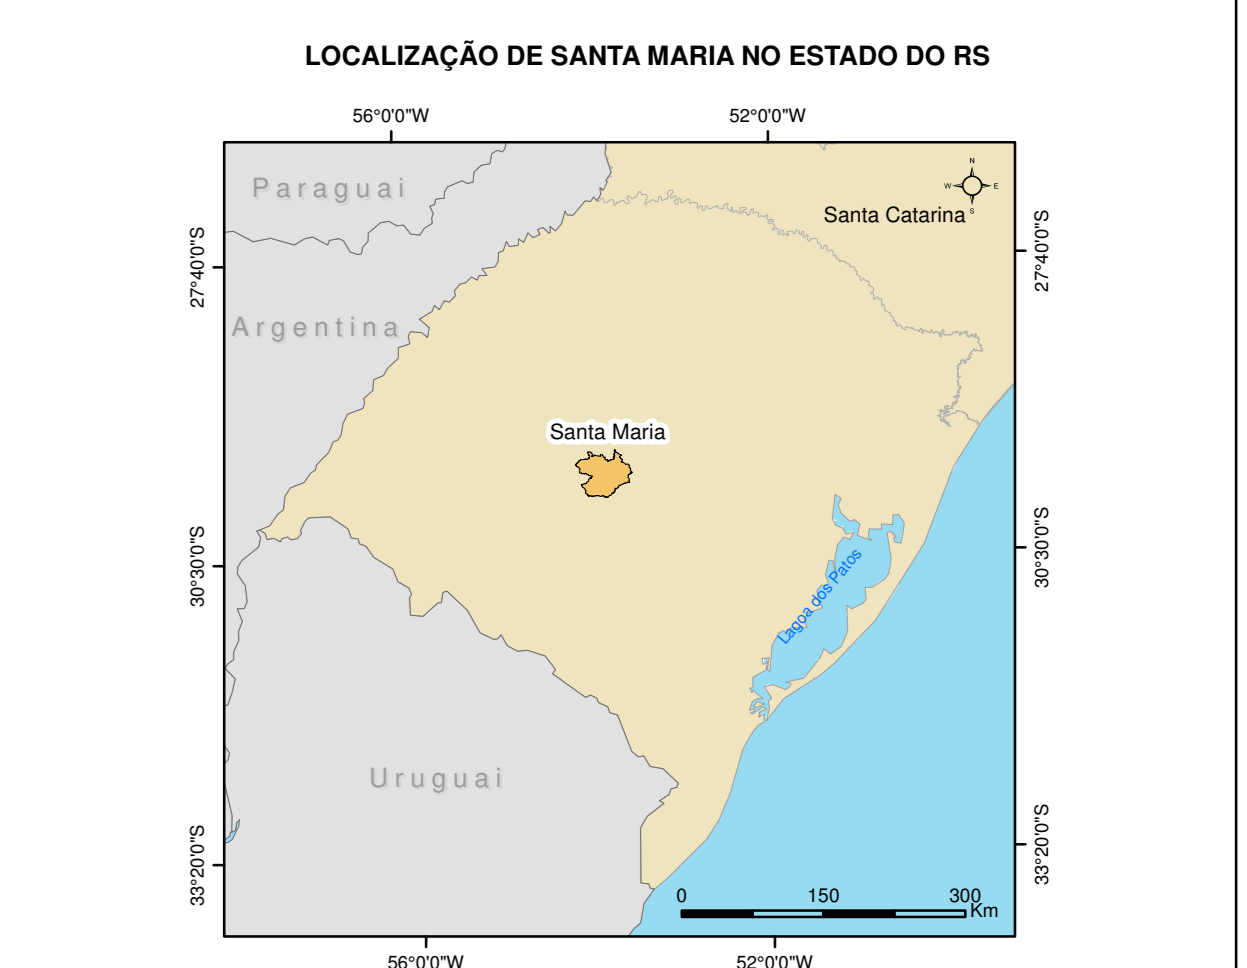 LOCALIZAÇÃO DE SANTA MARIA NO ESTADO DO RS
56°0'0"W
52°0'0"W
Paraguai
N
W
E
S
Santa Catarina
27°40'0"S
27°40'0"S
Argentina
Santa Maria
30°30'0"S
30°30'0"S
Lagoa dos Patos
Uruguai
33°20'0"S
33°20'0"S
0 150 300
Km
56°0'0"W
52°0'0"W